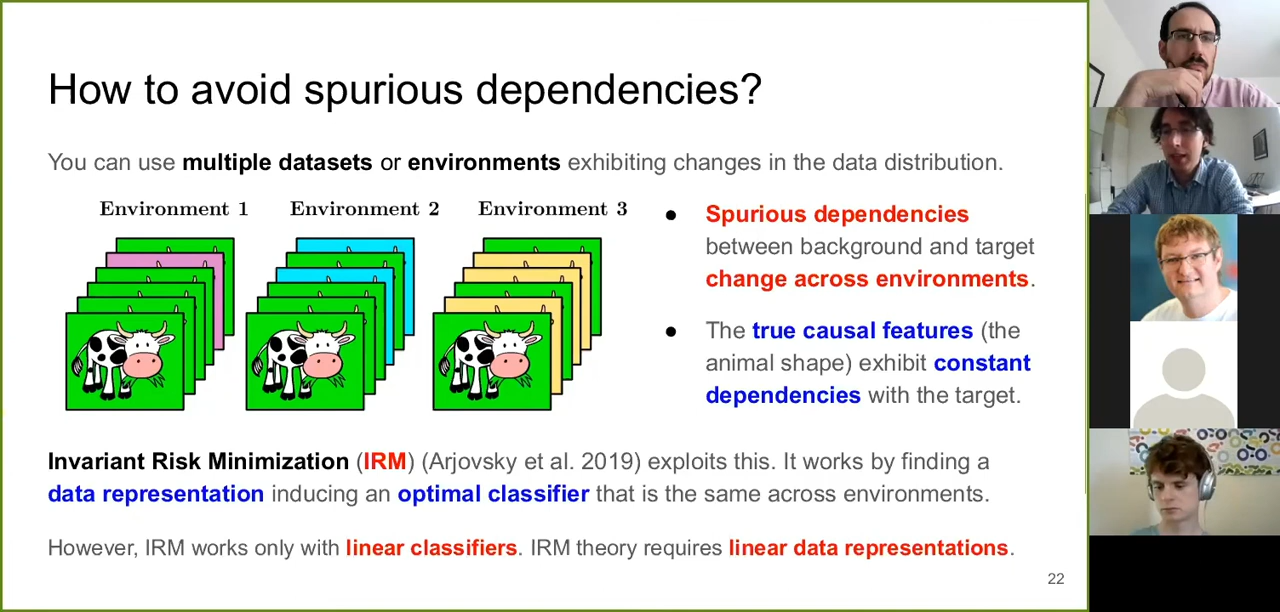 How to avoid spurious dependencies?
You can use multiple datasets or environments exhibiting changes in the data distribution.
Environment 1 Environment 2 Environment 3
● Spurious dependencies
between background and target
change across environments.
● The true causal features (the
animal shape) exhibit constant
dependencies with the target.
Invariant Risk Minimization (IRM) (Arjovsky et al. 2019) exploits this. It works by finding a
data representation inducing an optimal classifier that is the same across environments.
However, IRM works only with linear classifiers. IRM theory requires linear data representations.
22